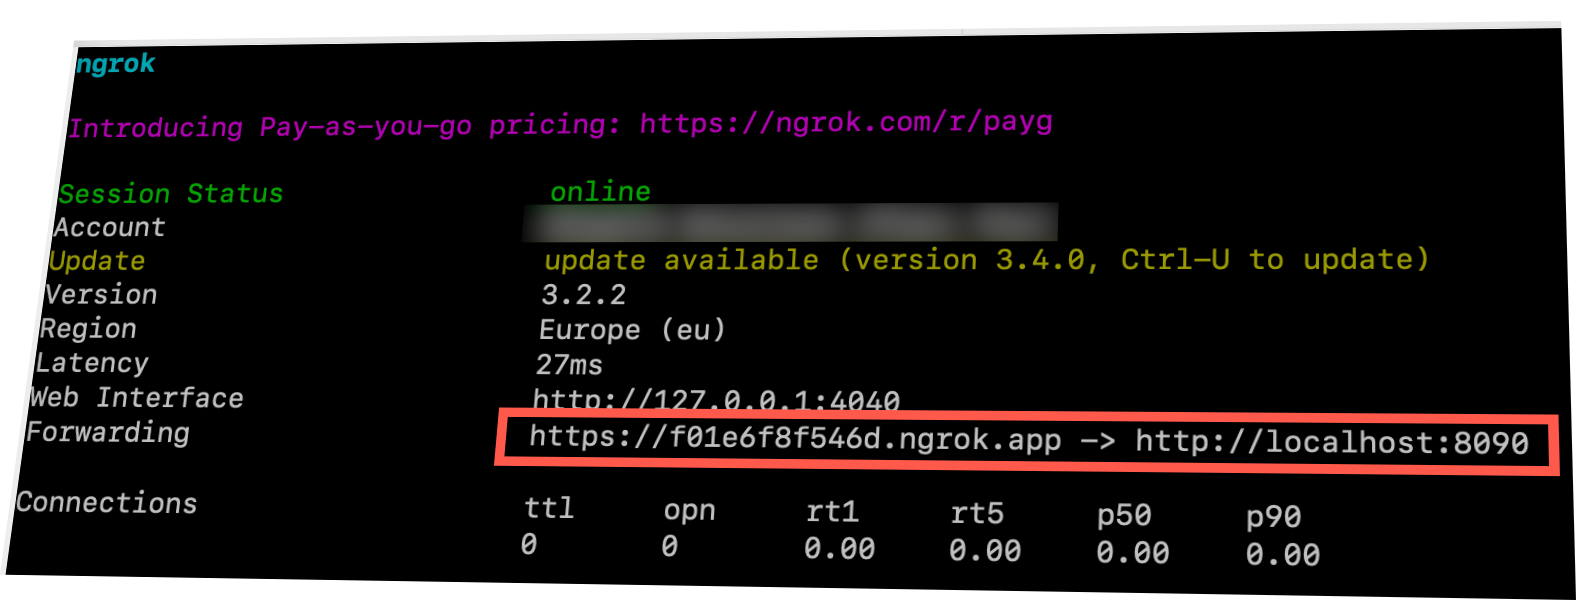 ngrok
Introducing Pay-as-you-go pricing: https://ngrok.com/r/payg
Session Status online
Account
Update update available (version 3.4.0, Ctrl-U to update)
Version 3.2.2
Region Europe (eu)
Latency 27ms
Web Interface http://127.0.0.1:4040
Forwarding https://f01e6f8f546d.ngrok.app -> http://localhost:8090
Connections ttl opn rt1 rt5 p50 p90
0 0 0.00 0.00 0.00 0.00